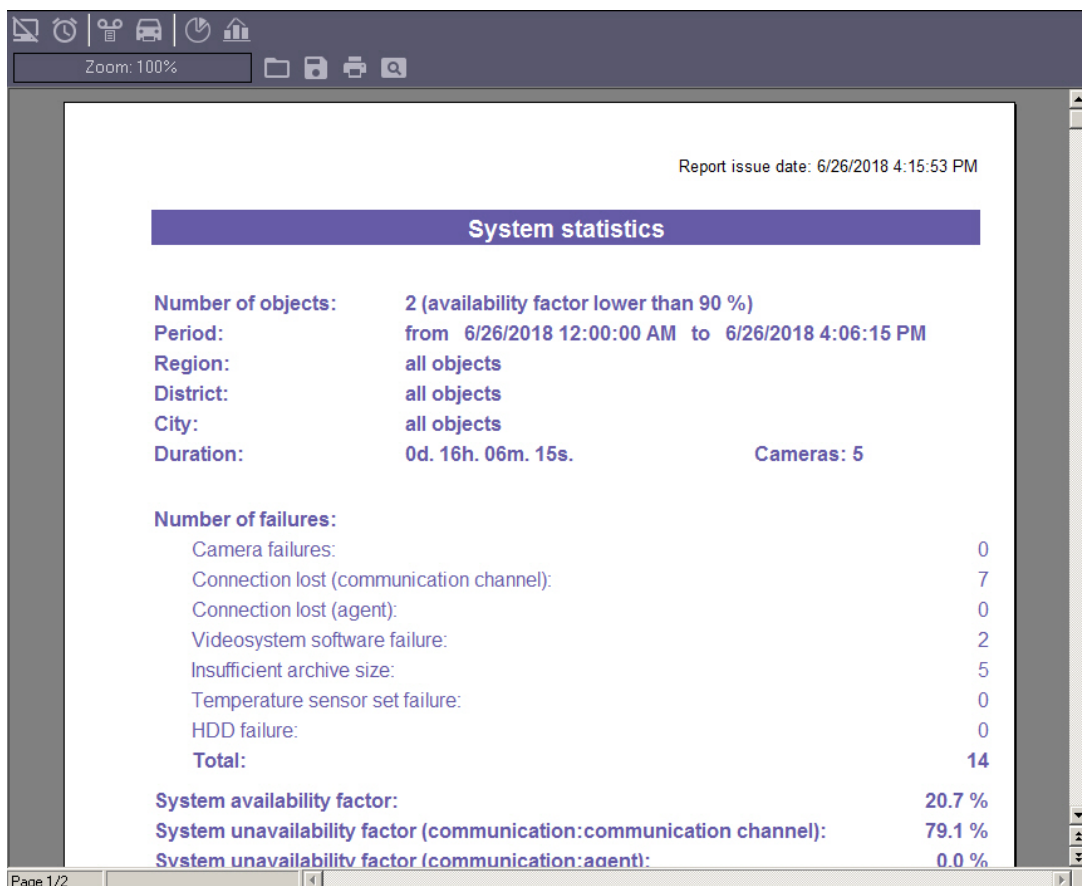 Zoom: 100%
Report issue date: 6/26/2018 4:15:53 PM
System statistics
Number of objects: 2 (availability factor lower than 90 %)
Period: from 6/26/2018 12:00:00 AM to 6/26/2018 4:06:15 PM
Region: all objects
District: all objects
City: all objects
Duration: 0d. 16h. 06m. 15s. Cameras: 5
Number of failures:
Camera failures: 0
Connection lost (communication channel): 7
Connection lost (agent): 0
Videosystem software failure: 2
Insufficient archive size: 5
Temperature sensor set failure: 0
HDD failure: 0
Total: 14
System availability factor: 20.7 %
System unavailability factor (communication:communication channel): 79.1 %
System unavailability factor (communication:agent): 0.0 %
Page 1/2